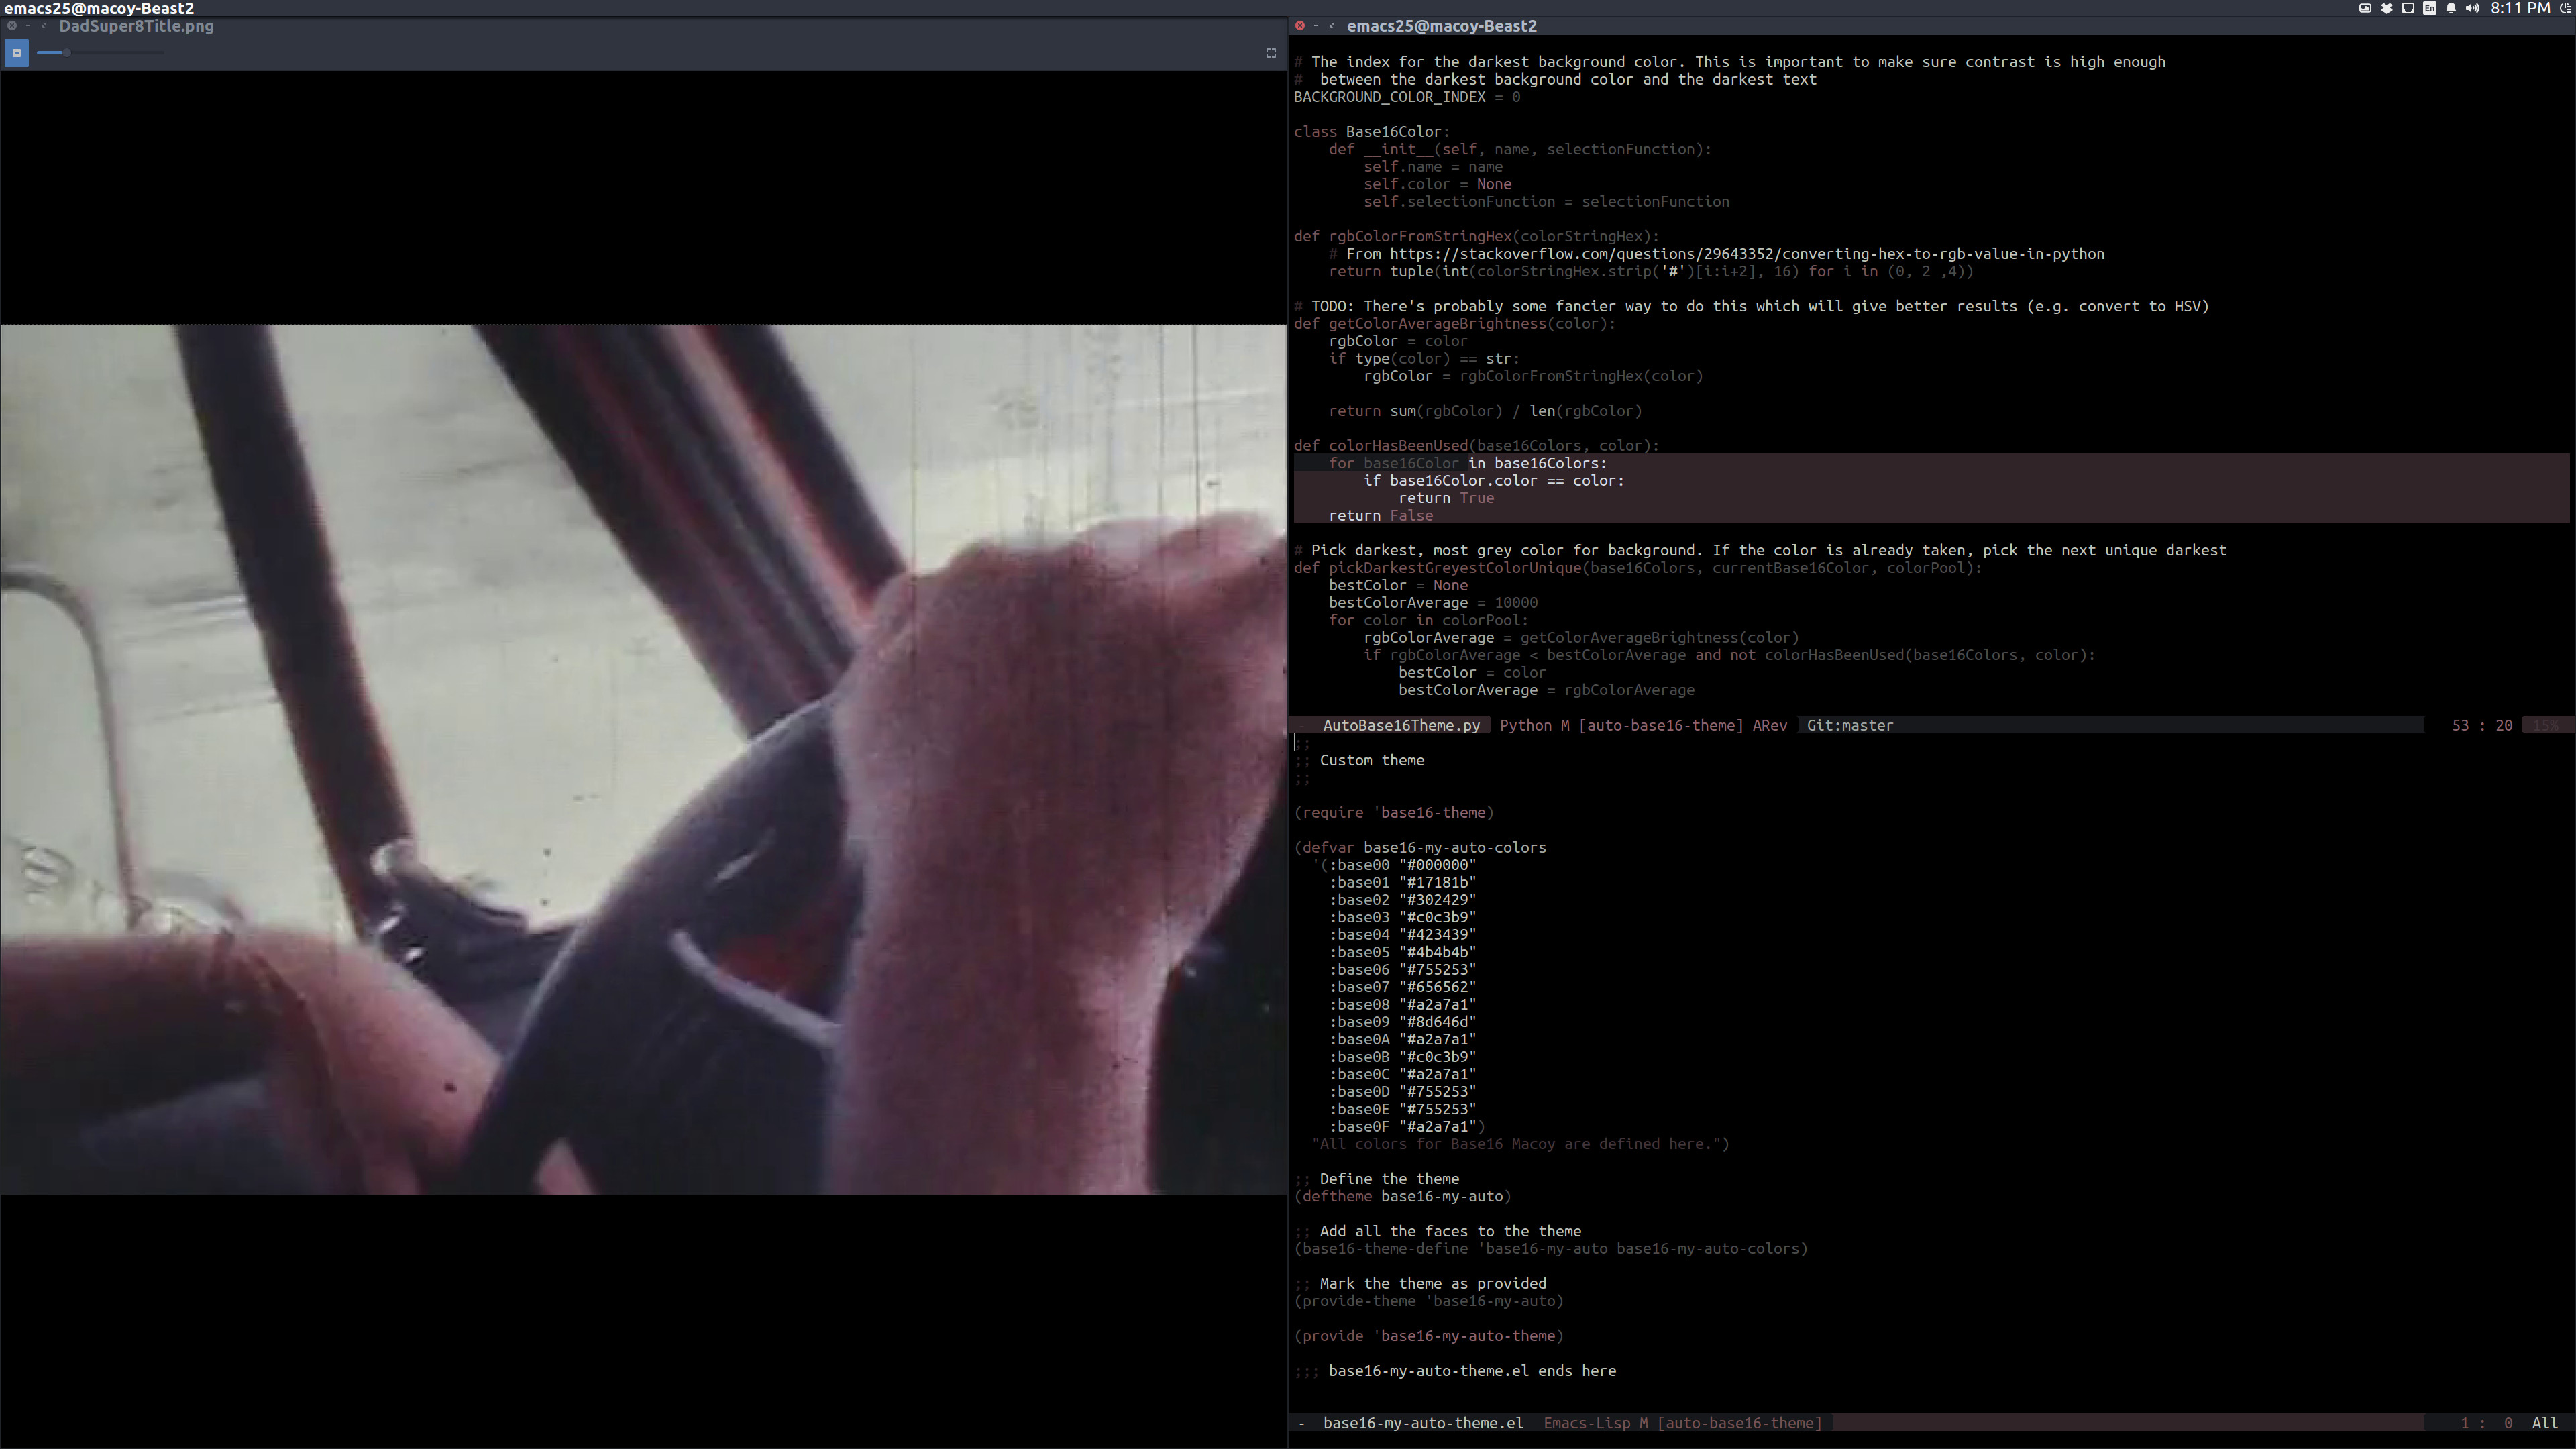 emacs25@macoy-Beast2
En
8:11 PM
DadSuper8Title.png
emacs25@macoy-Beast2
# The index for the darkest background color. This is important to make sure contrast is high enough
#  between the darkest background color and the darkest text
BACKGROUND_COLOR_INDEX = 0
class Base16Color:
    def __init__(self, name, selectionFunction):
        self.name = name
        self.color = None
        self.selectionFunction = selectionFunction
def rgbColorFromStringHex(colorStringHex):
    # From https://stackoverflow.com/questions/29643352/converting-hex-to-rgb-value-in-python
    return tuple(int(colorStringHex.strip('#')[i:i+2], 16) for i in (0, 2 ,4))
# TODO: There's probably some fancier way to do this which will give better results (e.g. convert to HSV)
def getColorAverageBrightness(color):
    rgbColor = color
    if type(color) == str:
        rgbColor = rgbColorFromStringHex(color)
    return sum(rgbColor) / len(rgbColor)
def colorHasBeenUsed(base16Colors, color):
    for base16Color in base16Colors:
        if base16Color.color == color:
            return True
    return False
# Pick darkest, most grey color for background. If the color is already taken, pick the next unique darkest
def pickDarkestGreyestColorUnique(base16Colors, currentBase16Color, colorPool):
    bestColor = None
    bestColorAverage = 10000
    for color in colorPool:
        rgbColorAverage = getColorAverageBrightness(color)
        if rgbColorAverage < bestColorAverage and not colorHasBeenUsed(base16Colors, color):
            bestColor = color
            bestColorAverage = rgbColorAverage
- AutoBase16Theme.py Python M [auto-base16-theme] ARev Git:master 53 : 20 15%
;;
;; Custom theme
;;
(require 'base16-theme)
(defvar base16-my-auto-colors
  '(:base00 "#000000"
    :base01 "#17181b"
    :base02 "#302429"
    :base03 "#c0c3b9"
    :base04 "#423439"
    :base05 "#4b4b4b"
    :base06 "#755253"
    :base07 "#656562"
    :base08 "#a2a7a1"
    :base09 "#8d646d"
    :base0A "#a2a7a1"
    :base0B "#c0c3b9"
    :base0C "#a2a7a1"
    :base0D "#755253"
    :base0E "#755253"
    :base0F "#a2a7a1")
  "All colors for Base16 Macoy are defined here.")
;; Define the theme
(deftheme base16-my-auto)
;; Add all the faces to the theme
(base16-theme-define 'base16-my-auto base16-my-auto-colors)
;; Mark the theme as provided
(provide-theme 'base16-my-auto)
(provide 'base16-my-auto-theme)
;;; base16-my-auto-theme.el ends here
- base16-my-auto-theme.el Emacs-Lisp M [auto-base16-theme] 1 : 0 All